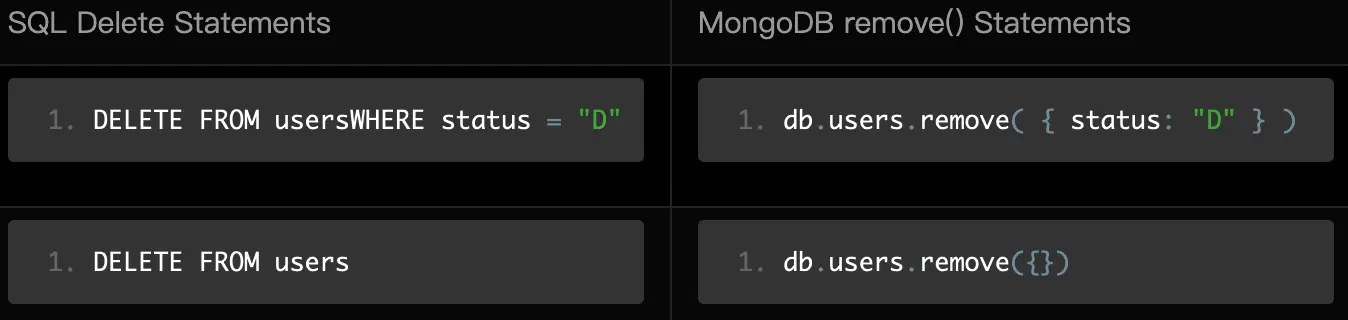 SQL Delete Statements
MongoDB remove() Statements
1. DELETE FROM usersWHERE status = "D"
1. db.users.remove( { status: "D" } )
1. DELETE FROM users
1. db.users.remove({})